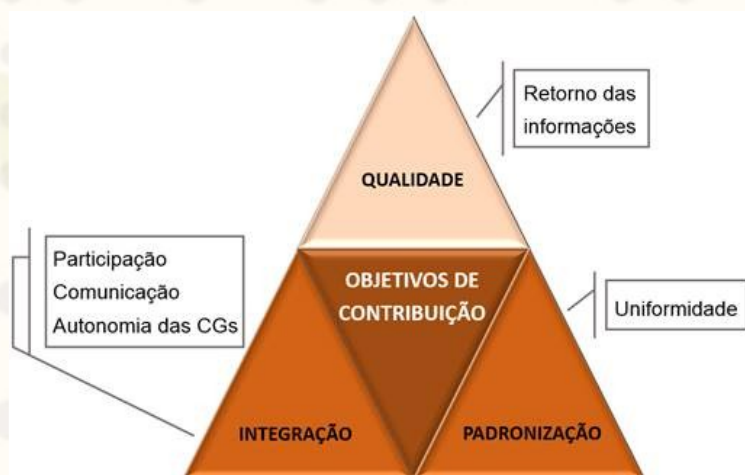 Retorno das
informações
QUALIDADE
Participação
Comunicação
Autonomia das CGs
OBJETIVOS DE
CONTRIBUIÇÃO
Uniformidade
INTEGRAÇÃO
PADRONIZAÇÃO